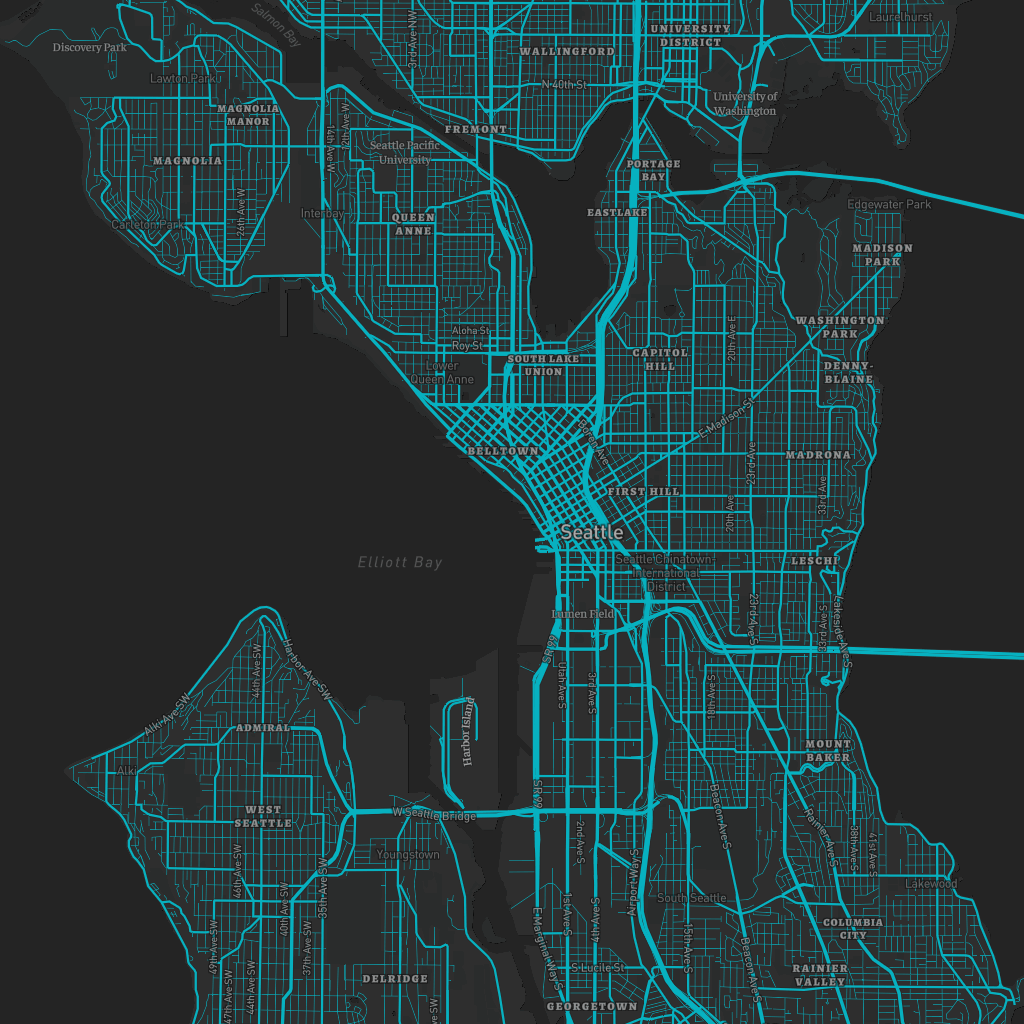 Salmon Bay
3rd Ave NW
Laurelhurst
UNIVERSITY
DISTRICT
Discovery Park
WALLINGFORD
Lawton Park
N 40th St
University of
Washington
MAGNOLIA
MANOR
12th Ave W
14th Ave W
FREMONT
Seattle Pacific
University
MAGNOLIA
PORTAGE
BAY
26th Ave W
Interbay
QUEEN
ANNE
EASTLAKE
Edgewater Park
Carleton Park
MADISON
PARK
WASHINGTON
PARK
Aloha St
Roy St
20th Ave E
SOUTH LAKE
UNION
CAPITOL
HILL
Lower
Queen Anne
DENNY-
BLAINE
E Madison St
Boren Ave
BELLTOWN
23rd Ave
MADRONA
FIRST HILL
33rd Ave
20th Ave
Seattle
Elliott Bay
Seattle Chinatown-
International
District
LESCHI
Lumen Field
23rd Ave S
33rd Ave S
Lakeside Ave S
SR 99
44th Ave SW
Harbor Ave SW
Utah Ave S
3rd Ave S
18th Ave S
Alki Ave SW
ADMIRAL
Harbor Island
MOUNT
BAKER
Alki
SR 99
WEST
SEATTLE
W Seattle Bridge
Beacon Ave S
Rainier Ave S
2nd Ave S
38th Ave S
41st Ave S
Youngstown
46th Ave SW
35th Ave SW
Airport Way S
Lakewood
40th Ave SW
South Seattle
1st Ave S
4th Ave S
COLUMBIA
CITY
49th Ave SW
37th Ave SW
E Marginal Way S
15th Ave S
Beacon Ave S
S Lucile St
RAINIER
VALLEY
DELRIDGE
47th Ave SW
44th Ave SW
GEORGETOWN